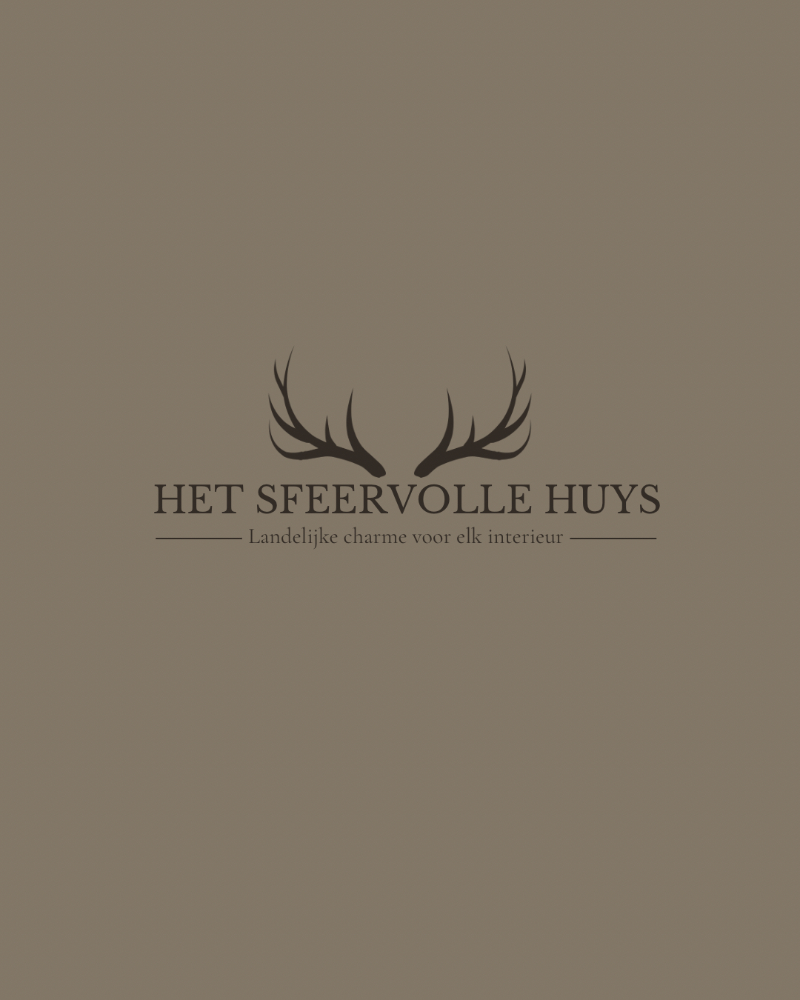 HET SFEERVOLLE HUYS
Landelijke charme voor elk interieur